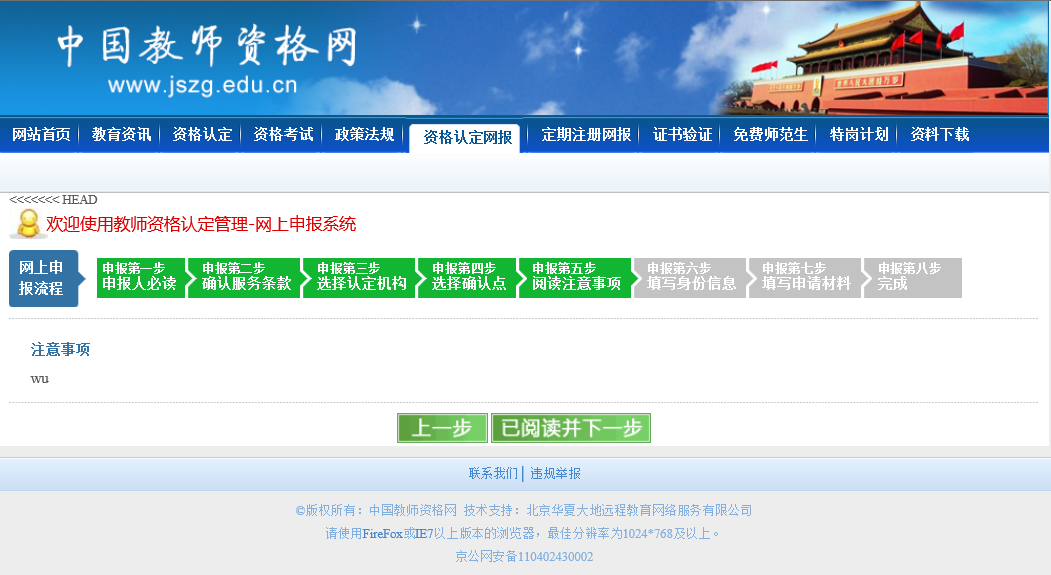 中国教师资格网
www.jszg.edu.cn
网站首页 教育资讯 资格认定 资格考试 政策法规 资格认定网报 定期注册网报 证书验证 免费师范生 特岗计划 资料下载
<<<<<<< HEAD
欢迎使用教师资格认定管理-网上申报系统
网上申
报流程
申报第一步
申报人必读
申报第二步
确认服务条款
申报第三步
选择认定机构
申报第四步
选择确认点
申报第五步
阅读注意事项
申报第六步
填写身份信息
申报第七步
填写申请材料
申报第八步
完成
注意事项
wu
上一步 已阅读并下一步
联系我们| 违规举报
©版权所有：中国教师资格网 技术支持：北京华夏大地远程教育网络服务有限公司
请使用FireFox或IE7以上版本的浏览器，最佳分辨率为1024*768及以上。
京公网安备110402430002